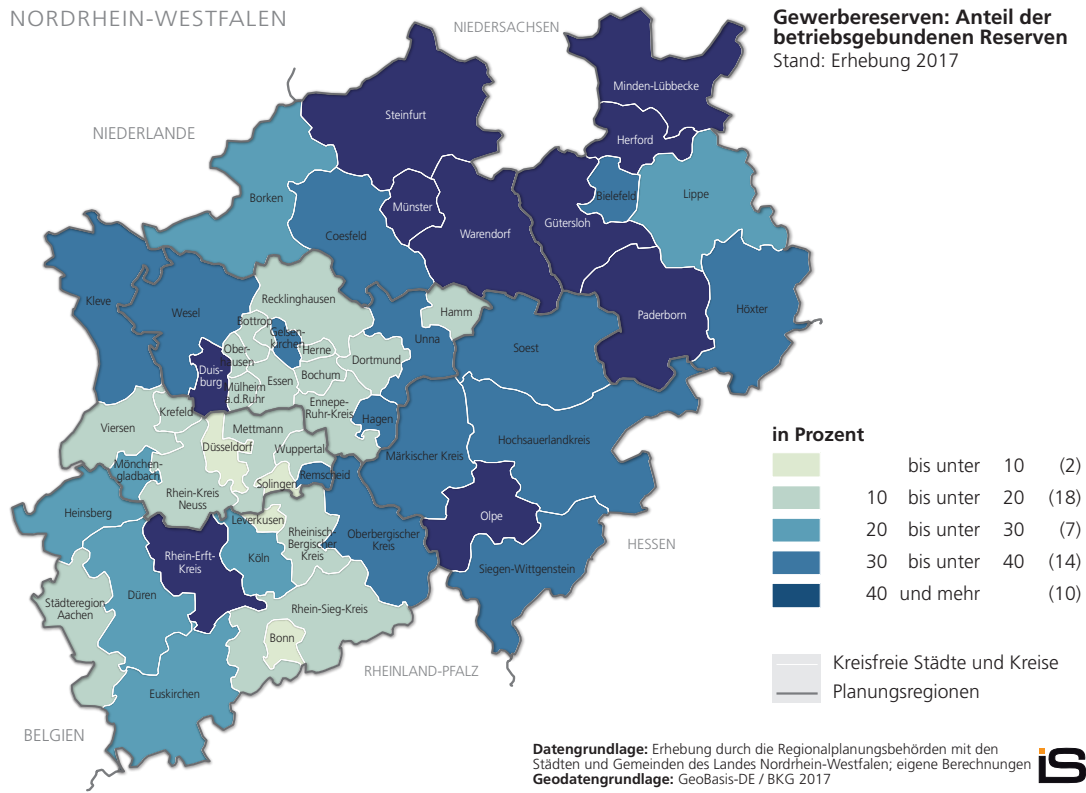 NORDRHEIN-WESTFALEN
NIEDERSACHSEN
Gewerbereserven: Anteil der
betriebsgebundenen Reserven
Stand: Erhebung 2017
NIEDERLANDE
Minden-Lübbecke
Steinfurt
Herford
Borken
Münster
Bielefeld
Lippe
Coesfeld
Warendorf
Gütersloh
Kleve
Wesel
Recklinghausen
Hamm
Paderborn
Höxter
Bottrop
Gelsen-
kirchen
Ober-
hausen
Herne
Dortmund
Unna
Soest
Duis-
burg
Mülheim
a.d.Ruhr
Essen
Bochum
Ennepe-
Ruhr-Kreis
Hagen
Krefeld
Viersen
Mettmann
Düsseldorf
Wuppertal
Märkischer Kreis
Hochsauerlandkreis
Mönchen-
gladbach
Solingen
Remscheid
Rhein-Kreis
Neuss
Heinsberg
Leverkusen
Rheinisch-
Bergischer
Kreis
Oberbergischer
Kreis
Olpe
HESSEN
Rhein-Erft-
Kreis
Köln
Siegen-Wittgenstein
Düren
Städteregion
Aachen
Rhein-Sieg-Kreis
Bonn
RHEINLAND-PFALZ
Euskirchen
BELGIEN
in Prozent
bis unter 10 (2)
10 bis unter 20 (18)
20 bis unter 30 (7)
30 bis unter 40 (14)
40 und mehr (10)
Kreisfreie Städte und Kreise
Planungsregionen
Datengrundlage: Erhebung durch die Regionalplanungsbehörden mit den
Städten und Gemeinden des Landes Nordrhein-Westfalen; eigene Berechnungen
Geodatengrundlage: GeoBasis-DE / BKG 2017
iS